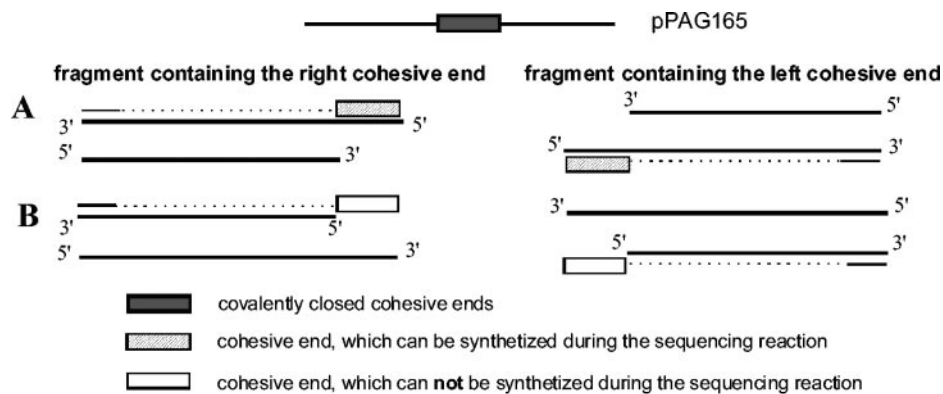 pPAG165
fragment containing the right cohesive end
fragment containing the left cohesive end
A
3'
5'
5'
3'
3'
5'
5'
3'
B
3'
5'
5'
3'
3'
5'
5'
3'
covalently closed cohesive ends
cohesive end, which can be synthetized during the sequencing reaction
cohesive end, which can not be synthetized during the sequencing reaction